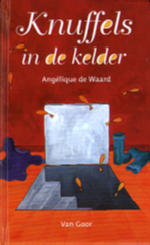 Knuffels
in de kelder
Angélique de Waard
Van Goor